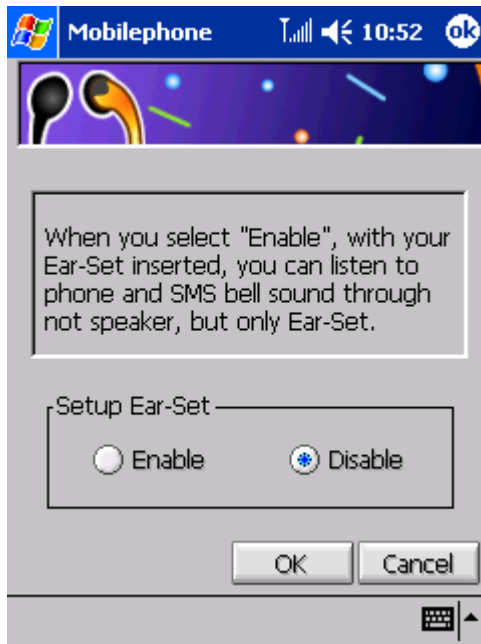 Mobilephone 10:52 ok
When you select "Enable", with your
Ear-Set inserted, you can listen to
phone and SMS bell sound through
not speaker, but only Ear-Set.
Setup Ear-Set
Enable Disable
OK Cancel